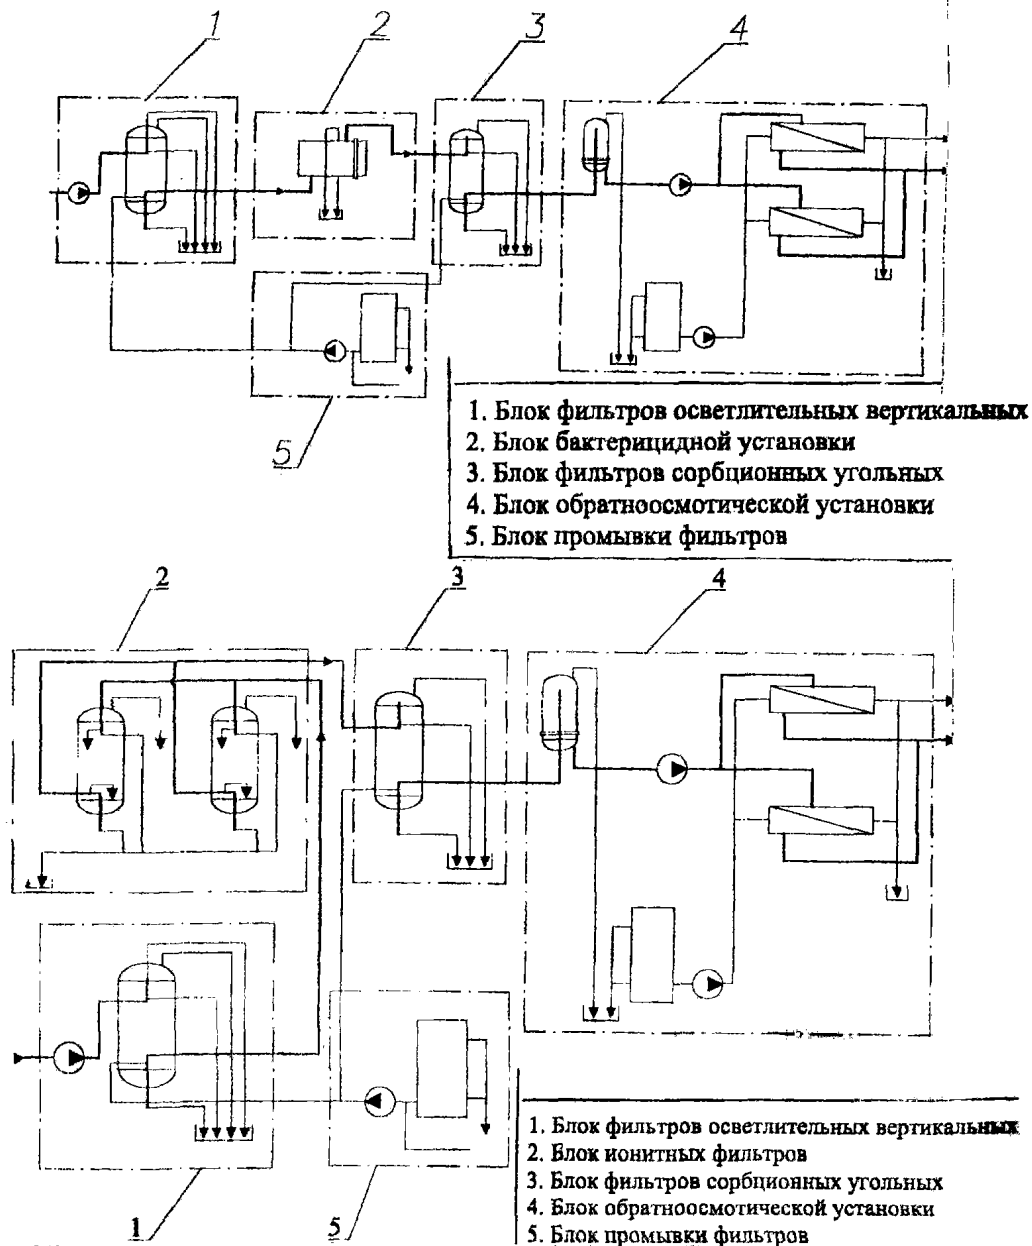 1 2 3 4
5
1. Блок фильтров осветлительных вертикальных
2. Блок бактерицидной установки
3. Блок фильтров сорбционных угольных
4. Блок обратноосмотической установки
5. Блок промывки фильтров
2 3 4
1 5
1. Блок фильтров осветлительных вертикальных
2. Блок ионитных фильтров
3. Блок фильтров сорбционных угольных
4. Блок обратноосмотической установки
5. Блок промывки фильтров